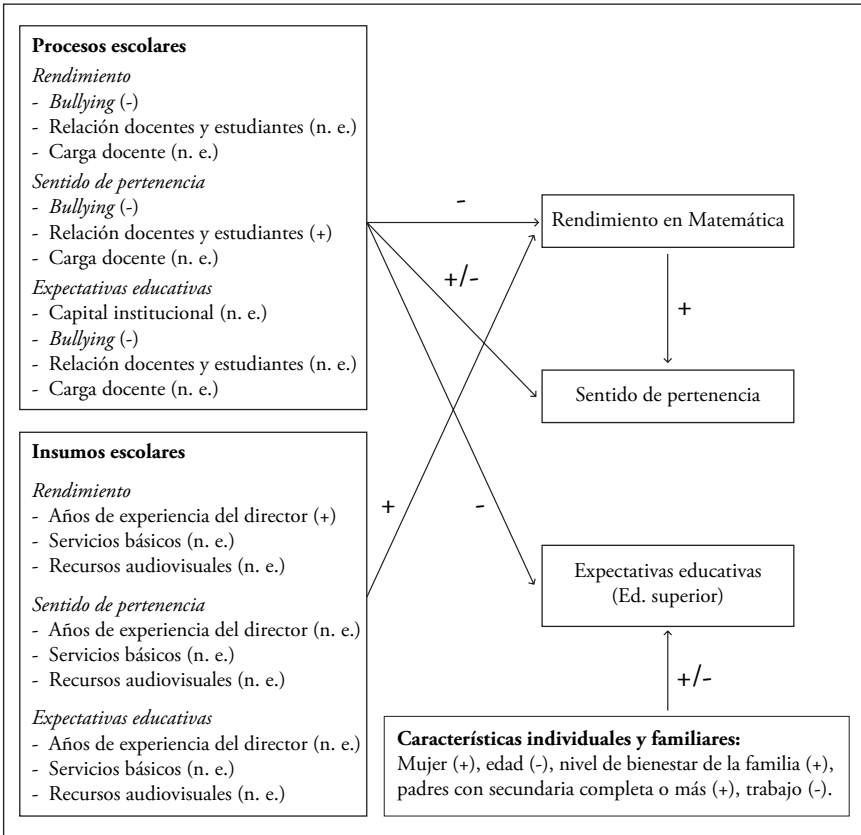 Procesos escolares
Rendimiento
- Bullying (-)
- Relación docentes y estudiantes (n. e.)
- Carga docente (n. e.)
Sentido de pertenencia
- Bullying (-)
- Relación docentes y estudiantes (+)
- Carga docente (n. e.)
Expectativas educativas
- Capital institucional (n. e.)
- Bullying (-)
- Relación docentes y estudiantes (n. e.)
- Carga docente (n. e.)
Insumos escolares
Rendimiento
- Años de experiencia del director (+)
- Servicios básicos (n. e.)
- Recursos audiovisuales (n. e.)
Sentido de pertenencia
- Años de experiencia del director (n. e.)
- Servicios básicos (n. e.)
- Recursos audiovisuales (n. e.)
Expectativas educativas
- Años de experiencia del director (n. e.)
- Servicios básicos (n. e.)
- Recursos audiovisuales (n. e.)
-
+/-
+
-
Rendimiento en Matemática
+
Sentido de pertenencia
Expectativas educativas
(Ed. superior)
+/-
Características individuales y familiares:
Mujer (+), edad (-), nivel de bienestar de la familia (+),
padres con secundaria completa o más (+), trabajo (-).